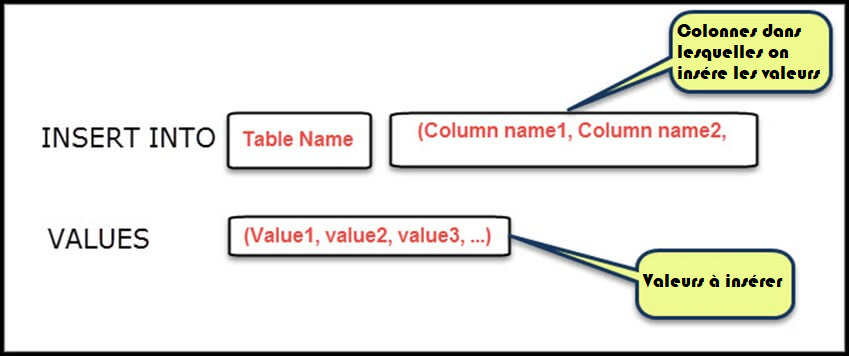 Colonnes dans
lesquelles on
insére les valeurs
INSERT INTO Table Name (Column name1, Column name2,
VALUES (Value1, value2, value3, ...)
Valeurs à insérer